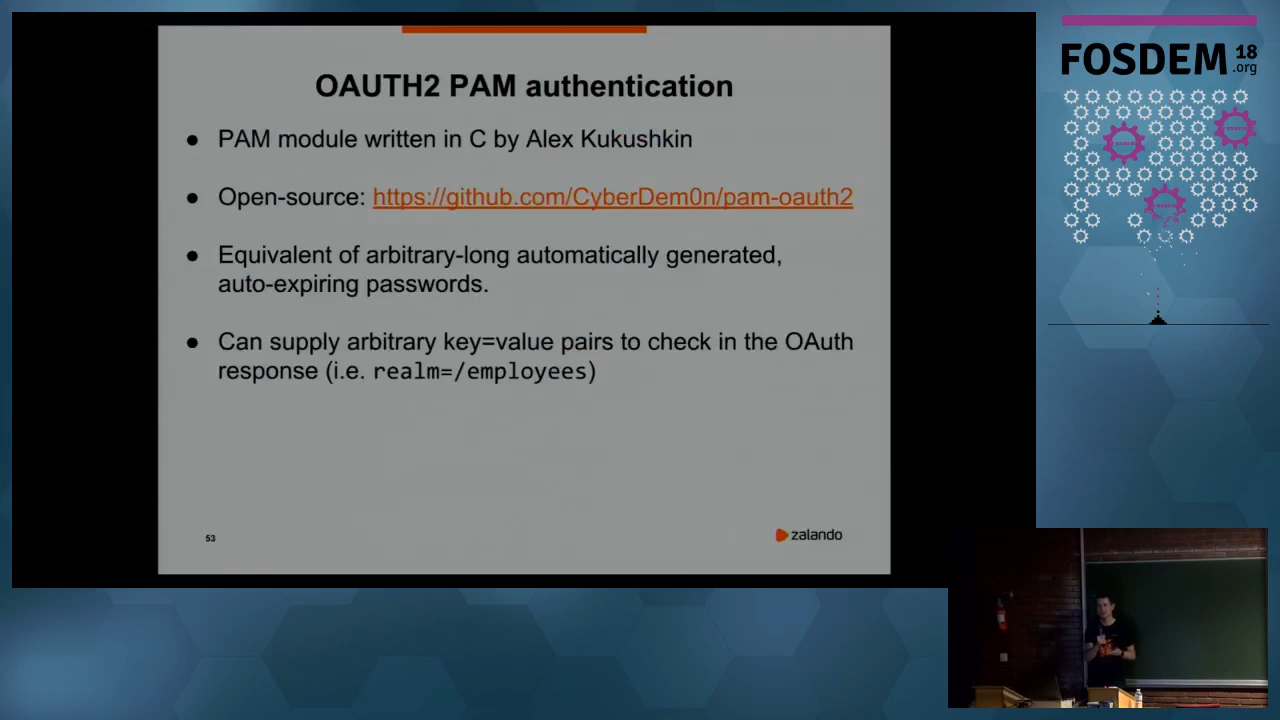 OAUTH2 PAM authentication
● PAM module written in C by Alex Kukushkin
● Open-source: https://github.com/CyberDem0n/pam-oauth2
● Equivalent of arbitrary-long automatically generated,
auto-expiring passwords.
● Can supply arbitrary key=value pairs to check in the OAuth
response (i.e. realm=/employees)
53
zalando
FOSDEM 18
.org